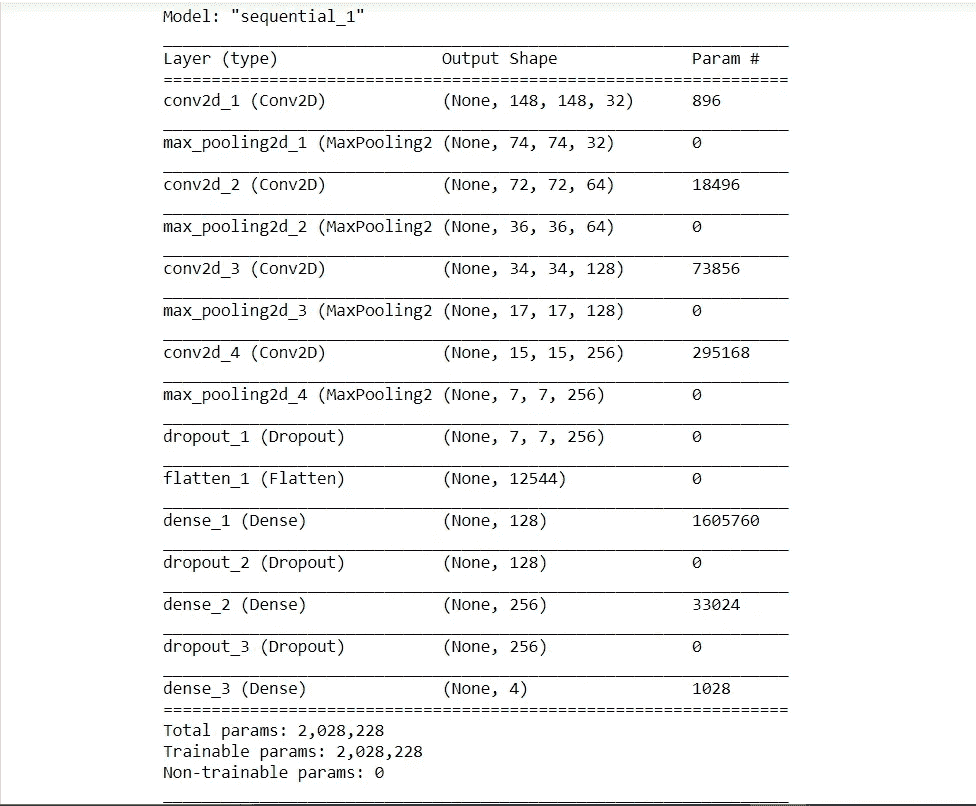 Model: "sequential_1"
Layer (type) Output Shape Param #
conv2d_1 (Conv2D) (None, 148, 148, 32) 896
max_pooling2d_1 (MaxPooling2 (None, 74, 74, 32) 0
conv2d_2 (Conv2D) (None, 72, 72, 64) 18496
max_pooling2d_2 (MaxPooling2 (None, 36, 36, 64) 0
conv2d_3 (Conv2D) (None, 34, 34, 128) 73856
max_pooling2d_3 (MaxPooling2 (None, 17, 17, 128) 0
conv2d_4 (Conv2D) (None, 15, 15, 256) 295168
max_pooling2d_4 (MaxPooling2 (None, 7, 7, 256) 0
dropout_1 (Dropout) (None, 7, 7, 256) 0
flatten_1 (Flatten) (None, 12544) 0
dense_1 (Dense) (None, 128) 1605760
dropout_2 (Dropout) (None, 128) 0
dense_2 (Dense) (None, 256) 33024
dropout_3 (Dropout) (None, 256) 0
dense_3 (Dense) (None, 4) 1028
Total params: 2,028,228
Trainable params: 2,028,228
Non-trainable params: 0